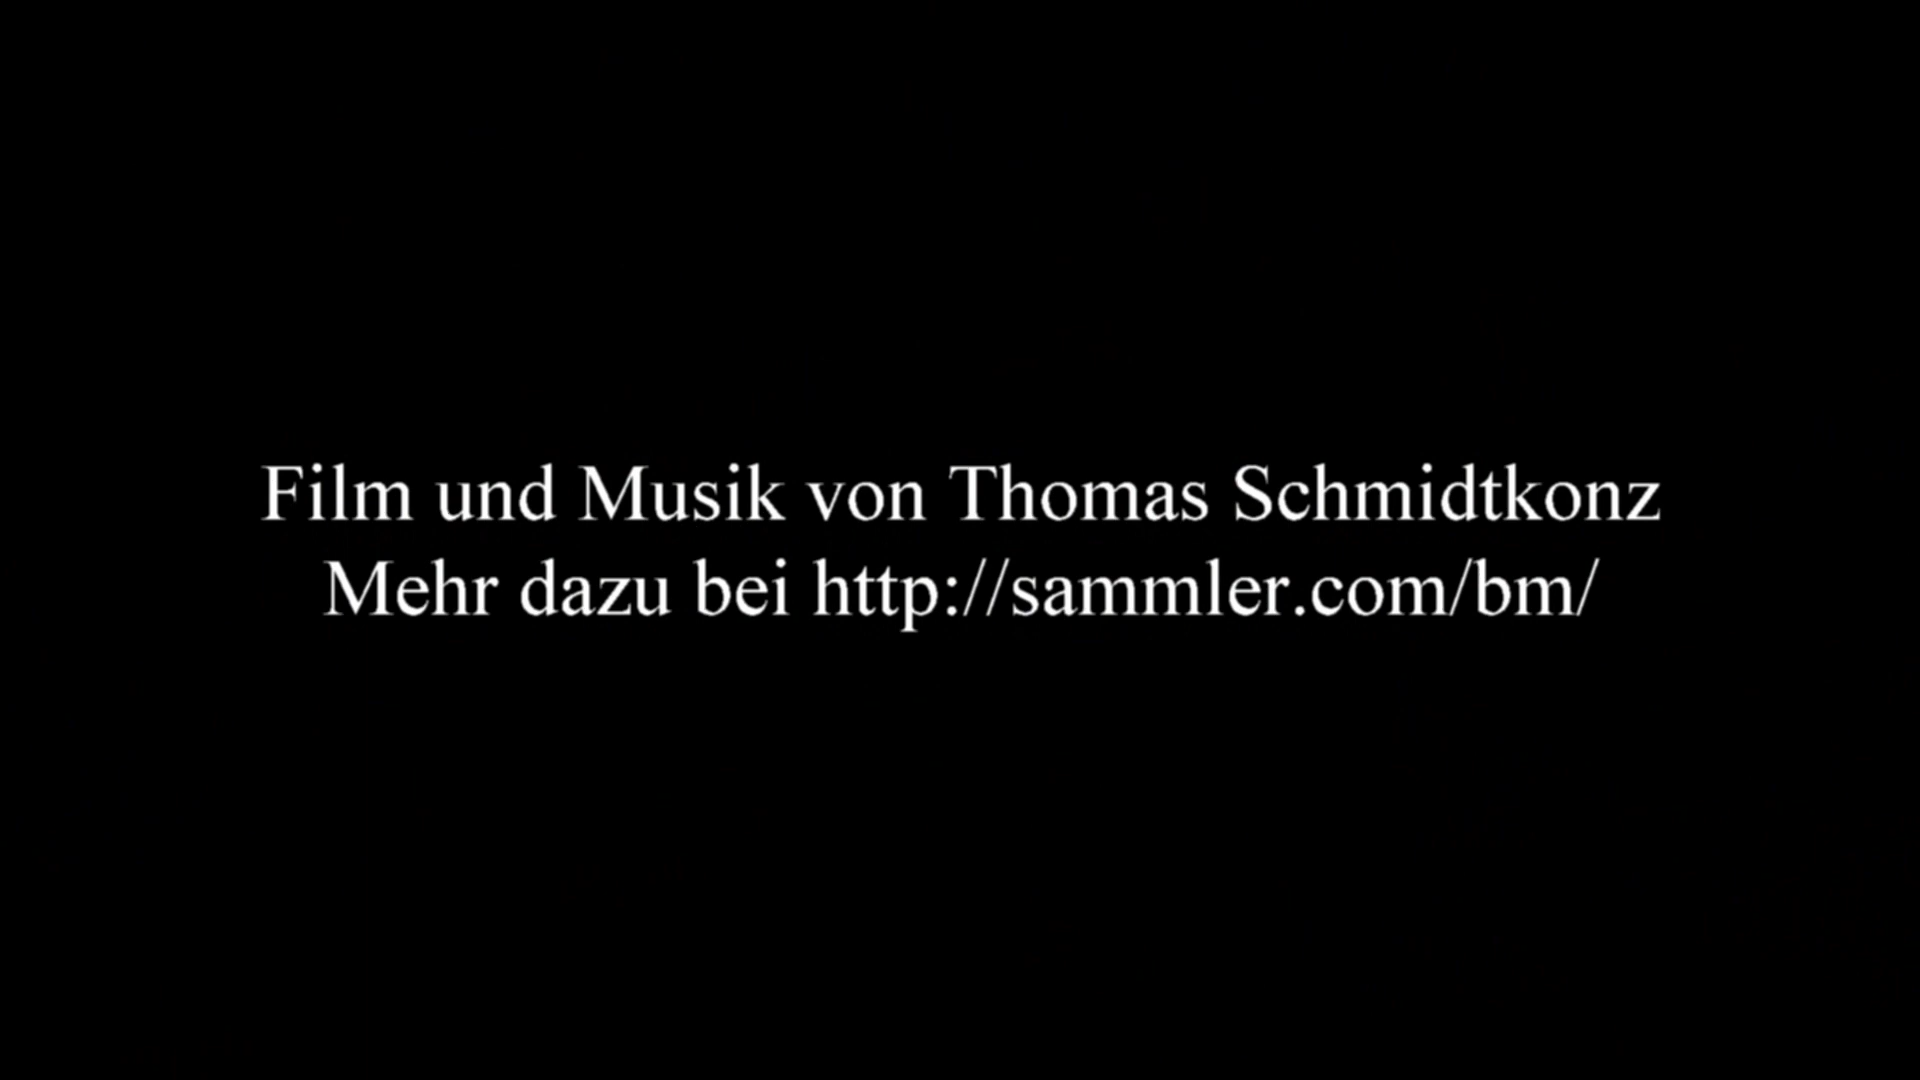 Film und Musik von Thomas Schmidtkonz
Mehr dazu bei http://sammler.com/bm/